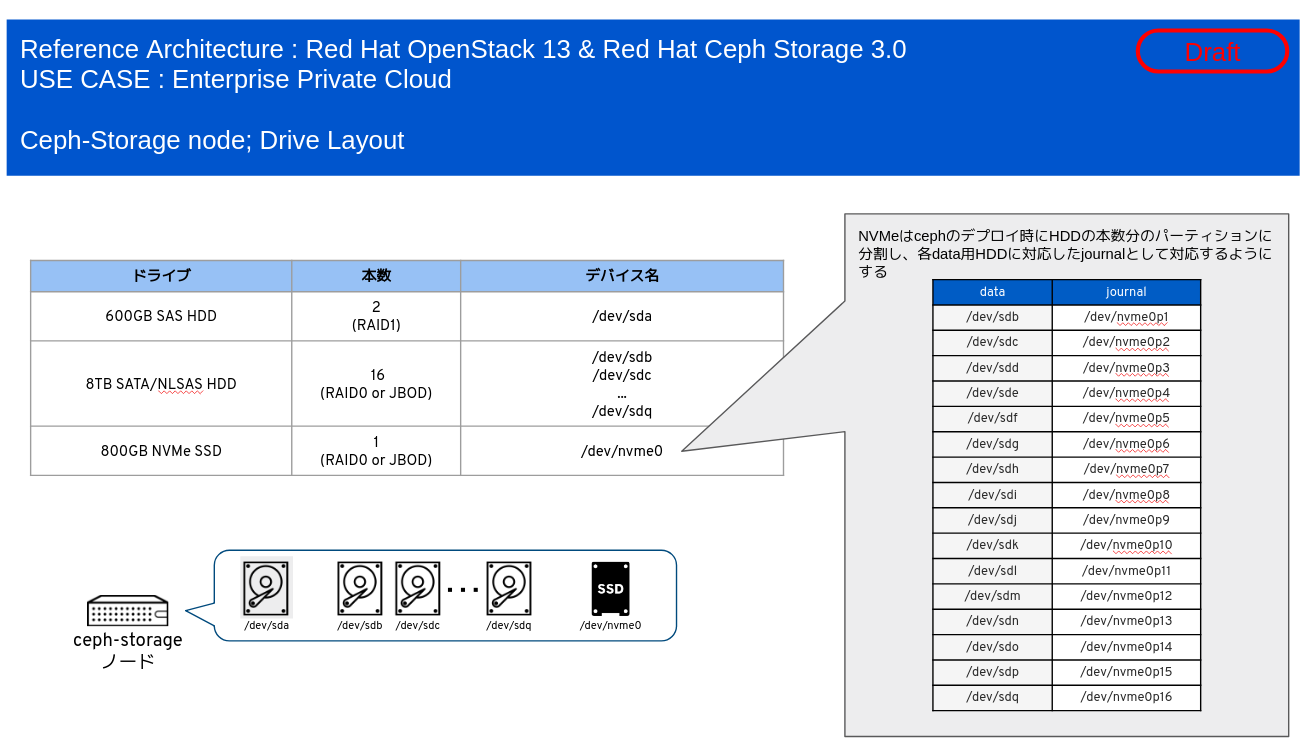 Reference Architecture : Red Hat OpenStack 13 & Red Hat Ceph Storage 3.0
Draft
USE CASE : Enterprise Private Cloud
Ceph-Storage node; Drive Layout
ドライブ 本数 デバイス名
600GB SAS HDD 2 (RAID1) /dev/sda
8TB SATA/NLSAS HDD 16 (RAID0 or JBOD) /dev/sdb
/dev/sdc
...
/dev/sdq
800GB NVMe SSD 1 (RAID0 or JBOD) /dev/nvme0
NVMeはcephのデプロイ時にHDDの本数分のパーティションに
分割し、各data用HDDに対応したjournalとして対応するように
する
data journal
/dev/sdb /dev/nvme0p1
/dev/sdc /dev/nvme0p2
/dev/sdd /dev/nvme0p3
/dev/sde /dev/nvme0p4
/dev/sdf /dev/nvme0p5
/dev/sdg /dev/nvme0p6
/dev/sdh /dev/nvme0p7
/dev/sdi /dev/nvme0p8
/dev/sdj /dev/nvme0p9
/dev/sdk /dev/nvme0p10
/dev/sdl /dev/nvme0p11
/dev/sdm /dev/nvme0p12
/dev/sdn /dev/nvme0p13
/dev/sdo /dev/nvme0p14
/dev/sdp /dev/nvme0p15
/dev/sdq /dev/nvme0p16
ceph-storage
ノード
SSD
/dev/sda /dev/sdb /dev/sdc ... /dev/sdq /dev/nvme0